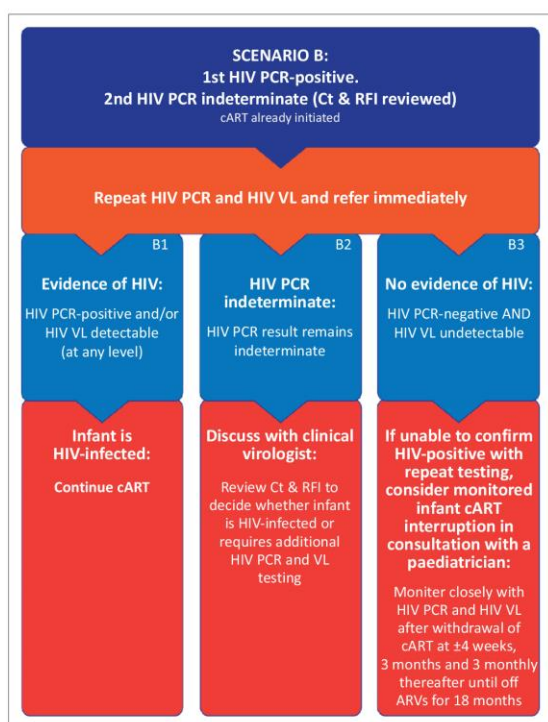 SCENARIO B:
1st HIV PCR-positive.
2nd HIV PCR indeterminate (Ct & RFI reviewed)
cART already initiated
Repeat HIV PCR and HIV VL and refer immediately
B1
Evidence of HIV:
HIV PCR-positive and/or
HIV VL detectable
(at any level)
Infant is
HIV-infected:
Continue cART
B2
HIV PCR
indeterminate:
HIV PCR result remains
indeterminate
Discuss with clinical
virologist:
Review Ct & RFI to
decide whether infant
is HIV-infected or
requires additional
HIV PCR and VL
testing
B3
No evidence of HIV:
HIV PCR-negative AND
HIV VL undetectable
If unable to confirm
HIV-positive with
repeat testing,
consider monitored
infant cART
interruption in
consultation with a
paediatrician:
Moniter closely with
HIV PCR and HIV VL
after withdrawal of
cART at ±4 weeks,
3 months and 3 monthly
thereafter until off
ARVs for 18 months